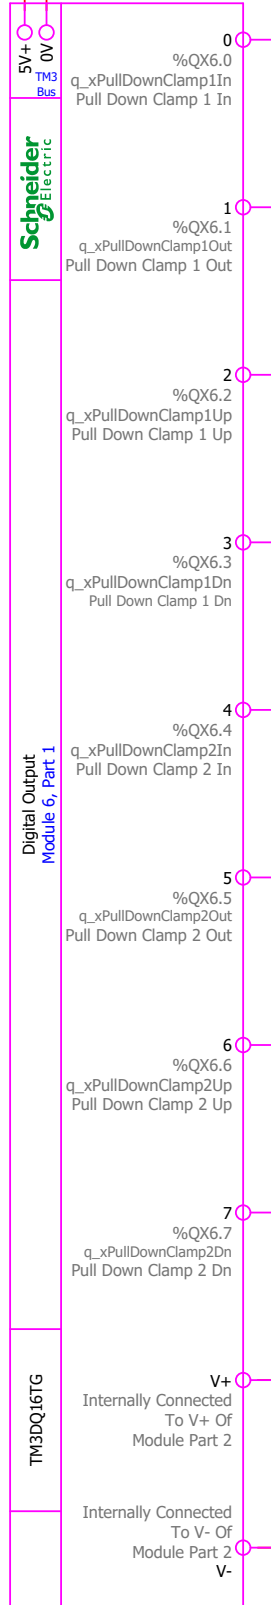 5V+
0V
TM3
Bus
Schneider
Electric
0
%QX6.0
q_xPullDownClamp1In
Pull Down Clamp 1 In
1
%QX6.1
q_xPullDownClamp1Out
Pull Down Clamp 1 Out
2
%QX6.2
q_xPullDownClamp1Up
Pull Down Clamp 1 Up
3
%QX6.3
q_xPullDownClamp1Dn
Pull Down Clamp 1 Dn
4
%QX6.4
q_xPullDownClamp2In
Pull Down Clamp 2 In
Digital Output
Module 6, Part 1
5
%QX6.5
q_xPullDownClamp2Out
Pull Down Clamp 2 Out
6
%QX6.6
q_xPullDownClamp2Up
Pull Down Clamp 2 Up
7
%QX6.7
q_xPullDownClamp2Dn
Pull Down Clamp 2 Dn
TM3DQ16TG
V+
Internally Connected
To V+ Of
Module Part 2
Internally Connected
To V- Of
Module Part 2
V-